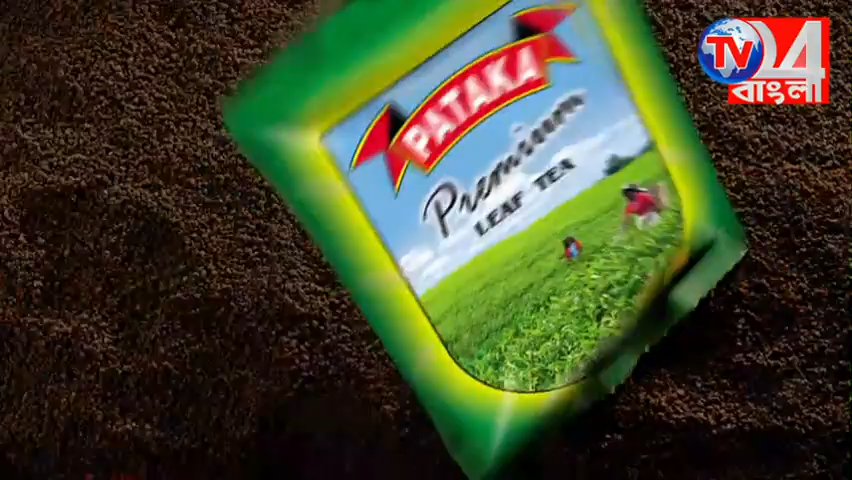 PATAKA
Premium
LEAF TEA
TV 24
বাংলা